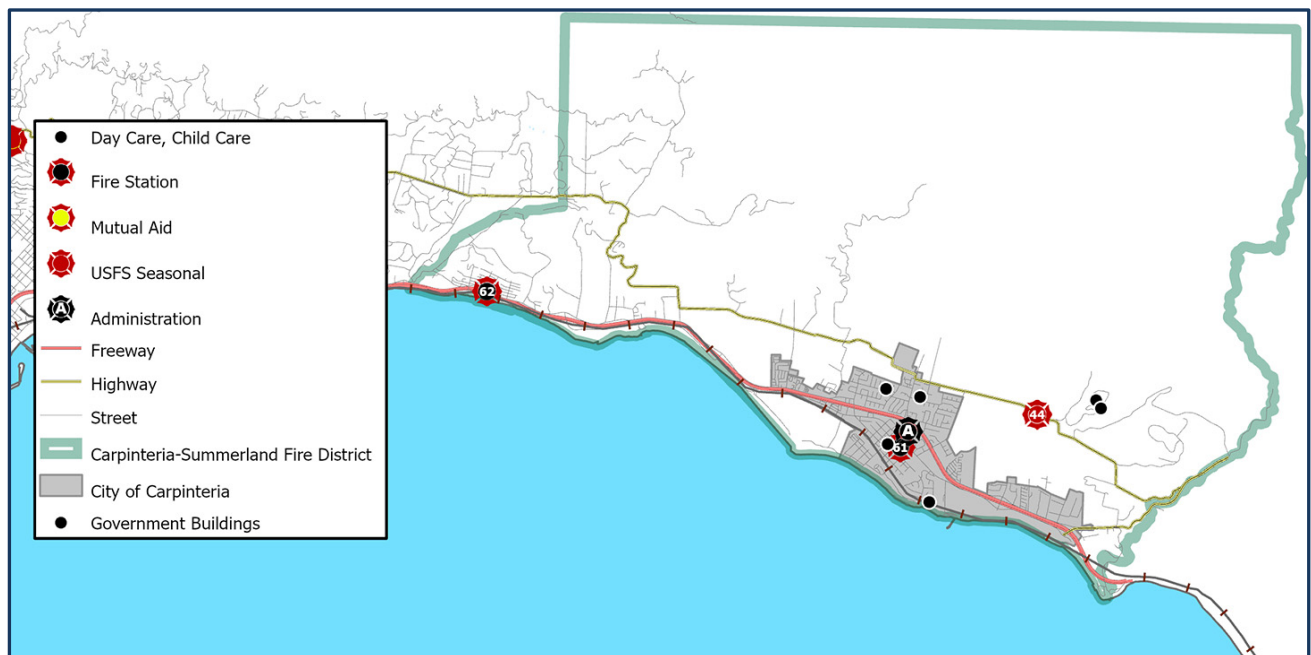 Day Care, Child Care
Fire Station
Mutual Aid
USFS Seasonal
A
Administration
Freeway
Highway
Street
Carpinteria-Summerland Fire District
City of Carpinteria
Government Buildings
62
44
A
61